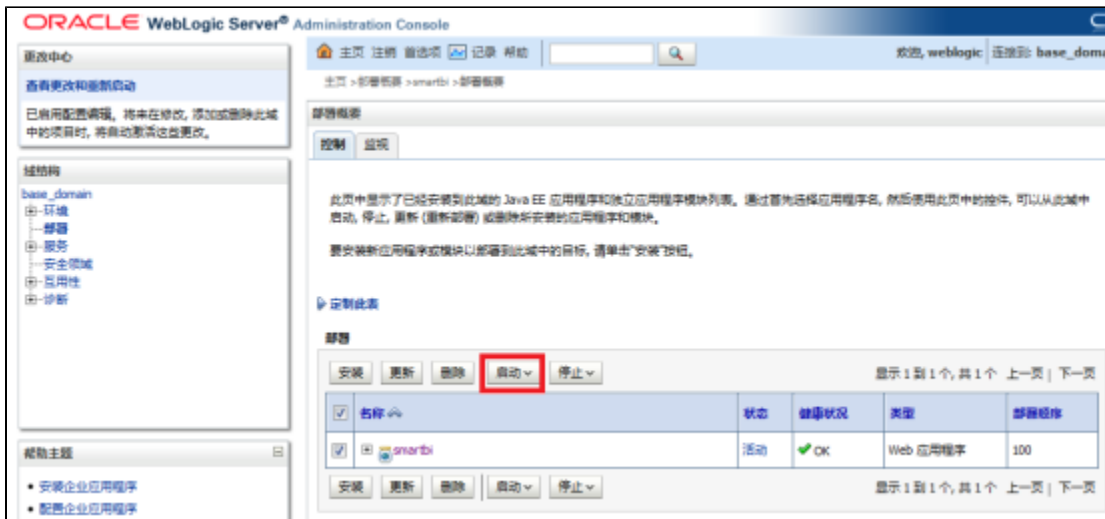 ORACLE WebLogic Server® Administration Console
更改中心
查看更改和重新启动
已启用配置编辑。将来在修改, 添加或删除此域
中的项目时, 将自动激活这些更改。
域结构
base_domain
环境
部署
服务
安全领域
互用性
诊断
帮助主题
• 安装企业应用程序
• 配置企业应用程序
主页 注销 首选项 记录 帮助
欢迎, weblogic 连接到: base_doma
主页 >部署概要 >smartbi >部署概要
部署概要
控制 监视
此页中显示了已经安装到此域的 Java EE 应用程序和独立应用程序模块列表。通过首先选择应用程序名, 然后使用此页中的控件, 可以从此域中
启动, 停止, 更新 (重新部署) 或删除所安装的应用程序和模块。
要安装新应用程序或模块以部署到此域中的目标, 请单击"安装"按钮。
定制此表
部署
安装 更新 删除 启动 停止 显示 1 到 1 个, 共 1 个 上一页 | 下一页
名称 状态 健康状况 类型 部署顺序
smartbi 活动 OK Web 应用程序 100
安装 更新 删除 启动 停止 显示 1 到 1 个, 共 1 个 上一页 | 下一页